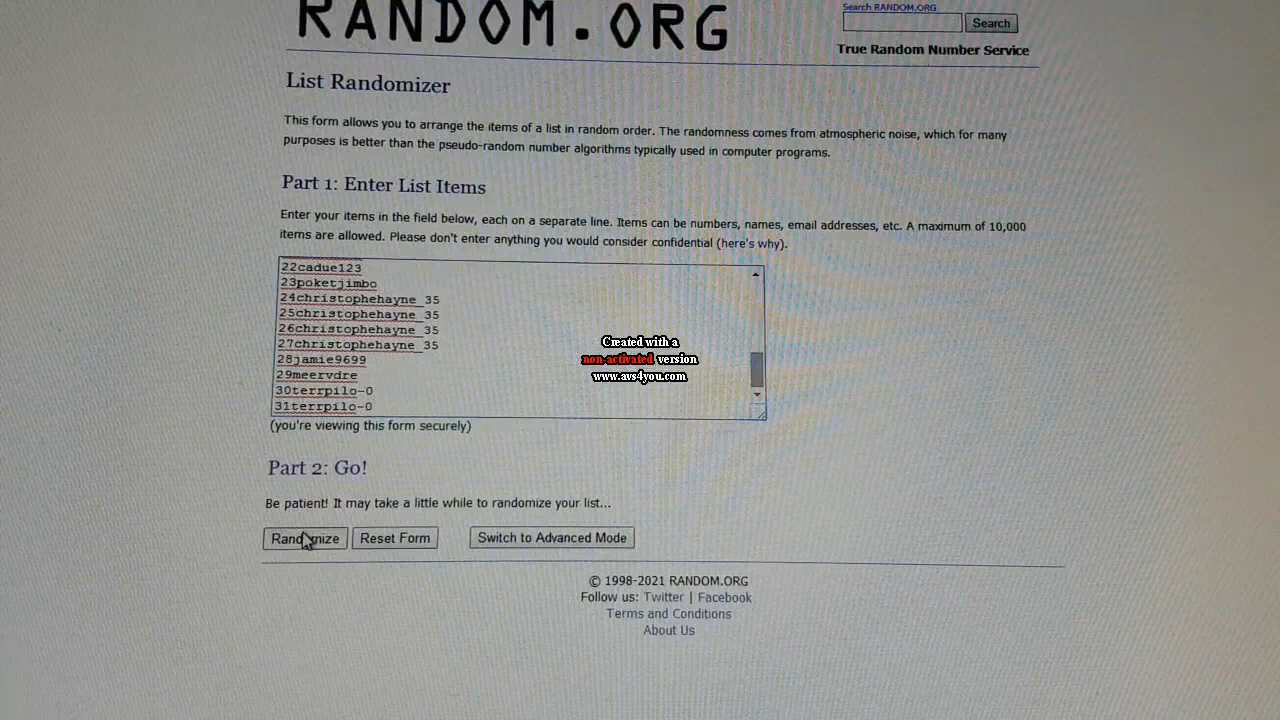 RANDOM.ORG
Search RANDOM.ORG
Search
True Random Number Service
List Randomizer
This form allows you to arrange the items of a list in random order. The randomness comes from atmospheric noise, which for many
purposes is better than the pseudo-random number algorithms typically used in computer programs.
Part 1: Enter List Items
Enter your items in the field below, each on a separate line. Items can be numbers, names, email addresses, etc. A maximum of 10,000
items are allowed. Please don't enter anything you would consider confidential (here's why).
22cadue123
23poketjimbo
24christophehayne_35
25christophehayne_35
26christophehayne_35
27christophehayne_35
28jamie9699
29meervdre
30terrpilo-0
31terrpilo-0
Created with a
non-activated version
www.avs4you.com
(you're viewing this form securely)
Part 2: Go!
Be patient! It may take a little while to randomize your list...
Randomize Reset Form Switch to Advanced Mode
© 1998-2021 RANDOM.ORG
Follow us: Twitter | Facebook
Terms and Conditions
About Us